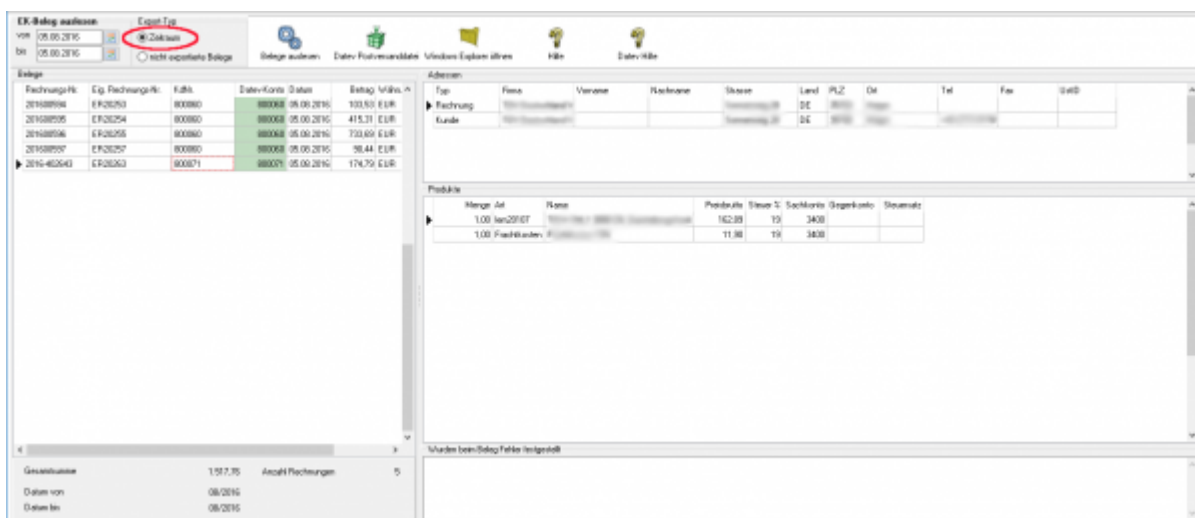 EK-Beleg auslesen Export Typ
von 05.08.2016 Zeitraum
bis 05.08.2016 nicht exportierte Belege
Belege auslesen Datev Postversanddatei Windows Explorer öffnen Hilfe Datev Hilfe
Belege
Rechnungs-Nr. Eig. Rechnungs-Nr. KdNr. Datev-Konto Datum Betrag Währu.
201600594 ER20253 800060 800060 05.08.2016 103,53 EUR
201600595 ER20254 800060 800060 05.08.2016 415,31 EUR
201600596 ER20255 800060 800060 05.08.2016 733,69 EUR
201600597 ER20257 800060 800060 05.08.2016 90,44 EUR
2016-402643 ER20263 800071 800071 05.08.2016 174,79 EUR
Gesamtsumme 1.517,76 Anzahl Rechnungen 5
Datum von 08/2016
Datum bis 08/2016
Adressen
Typ Firma Vorname Nachname Strasse Land PLZ Ort Tel Fax UstID
Rechnung DE
Kunde DE
Produkte
Menge Art Name Preisbrutto Steuer % Sachkonto Gegenkonto Steuersatz
1,00 162,89 19 3400
1,00 Frachtkosten 11,90 19 3400
Wurden beim Beleg Fehler festgestellt